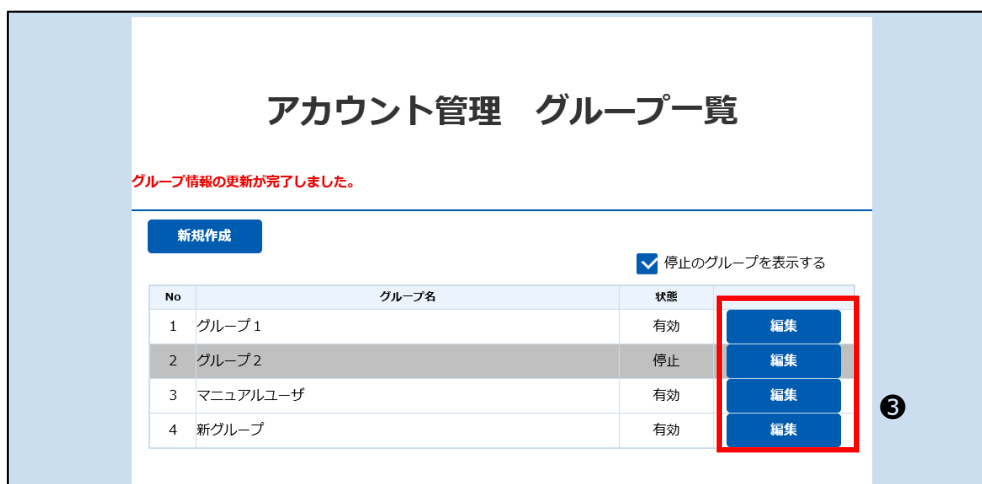 アカウント管理　グループ一覧
グループ情報の更新が完了しました。
新規作成
停止のグループを表示する
No グループ名 状態
1 グループ1 有効 編集
2 グループ2 停止 編集
3 マニュアルユーザ 有効 編集
4 新グループ 有効 編集
❸